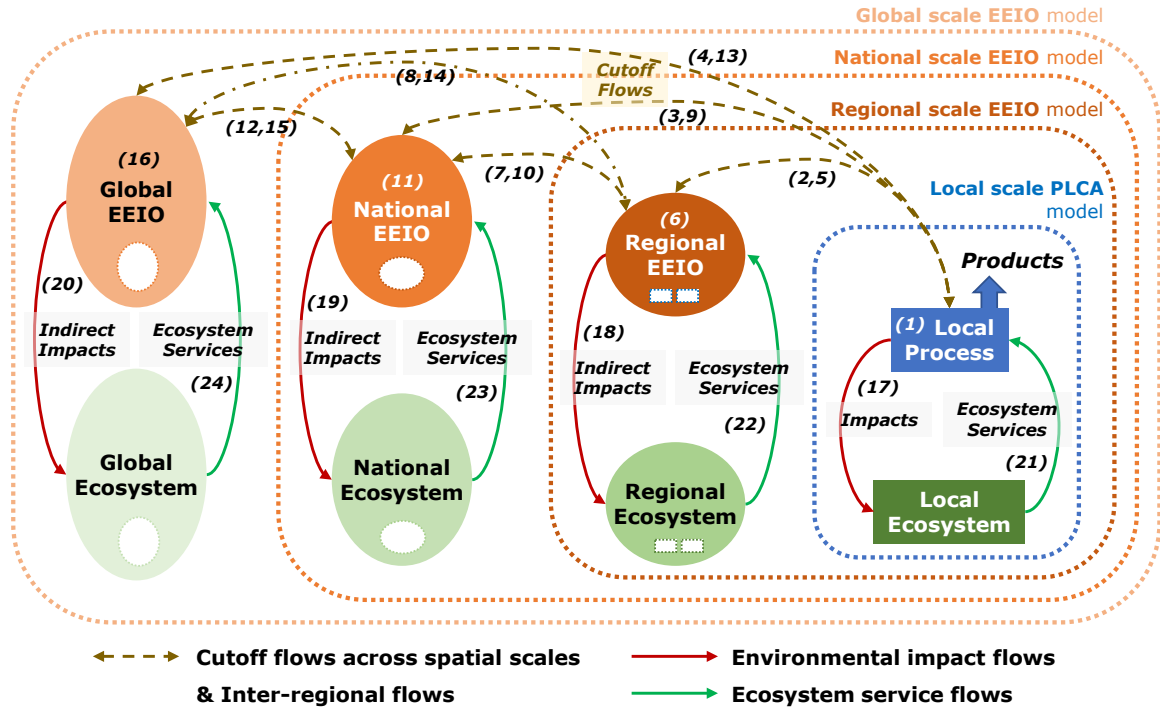 Global scale EEIO model
National scale EEIO model
Regional scale EEIO model
Local scale PLCA
model
(4,13)
(8,14)
Cutoff
Flows
(3,9)
(12,15)
(7,10)
(2,5)
(16)
Global
EEIO
(11)
National
EEIO
(6)
Regional
EEIO
Products
(1) Local
Process
(20)
(19)
(18)
(17)
Indirect
Impacts
Ecosystem
Services
Indirect
Impacts
Ecosystem
Services
Indirect
Impacts
Ecosystem
Services
Impacts
Ecosystem
Services
(24)
(23)
(22)
(21)
Global
Ecosystem
National
Ecosystem
Regional
Ecosystem
Local
Ecosystem
Cutoff flows across spatial scales
& Inter-regional flows
Environmental impact flows
Ecosystem service flows